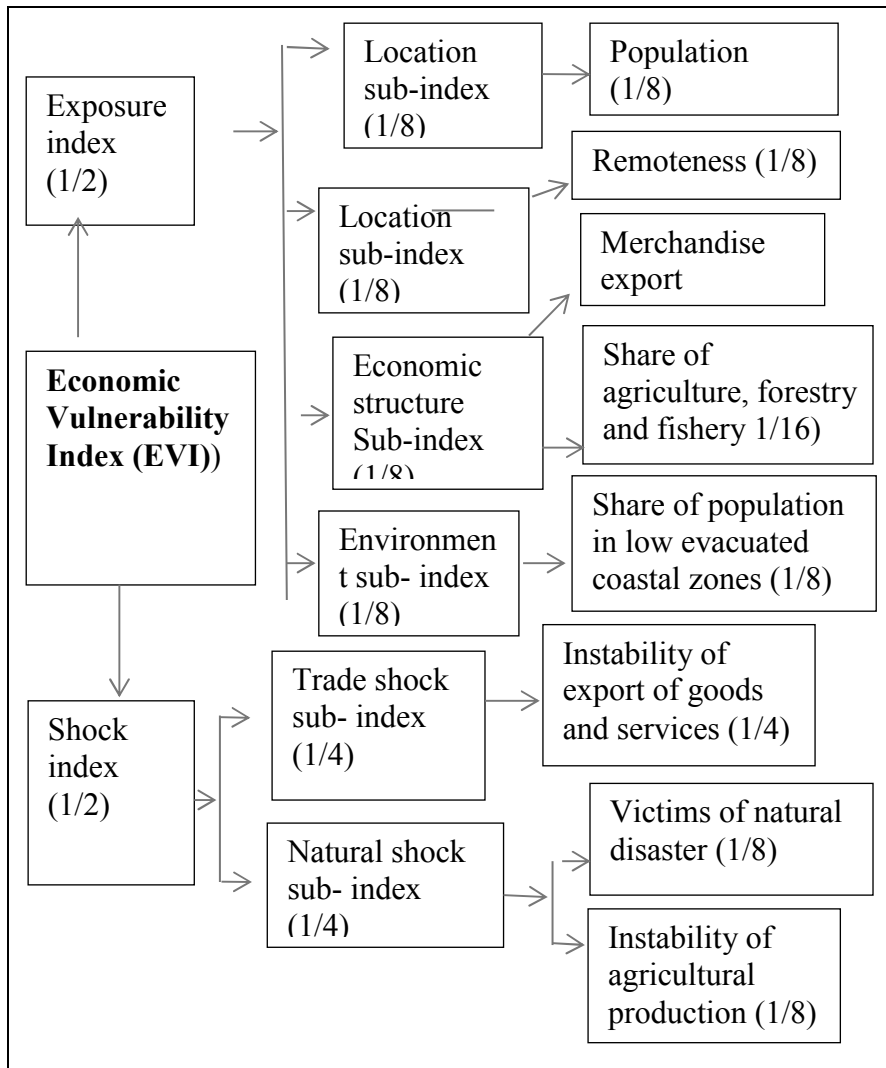 Exposure
index
(1/2)
Location
sub-index
(1/8)
Population
(1/8)
Location
sub-index
(1/8)
Remoteness (1/8)
Economic
structure
Sub-index
(1/8)
Merchandise
export
Share of
agriculture, forestry
and fishery 1/16)
Environmen
t sub- index
(1/8)
Share of population
in low evacuated
coastal zones (1/8)
Economic
Vulnerability
Index (EVI))
Shock
index
(1/2)
Trade shock
sub- index
(1/4)
Instability of
export of goods
and services (1/4)
Natural shock
sub- index
(1/4)
Victims of natural
disaster (1/8)
Instability of
agricultural
production (1/8)